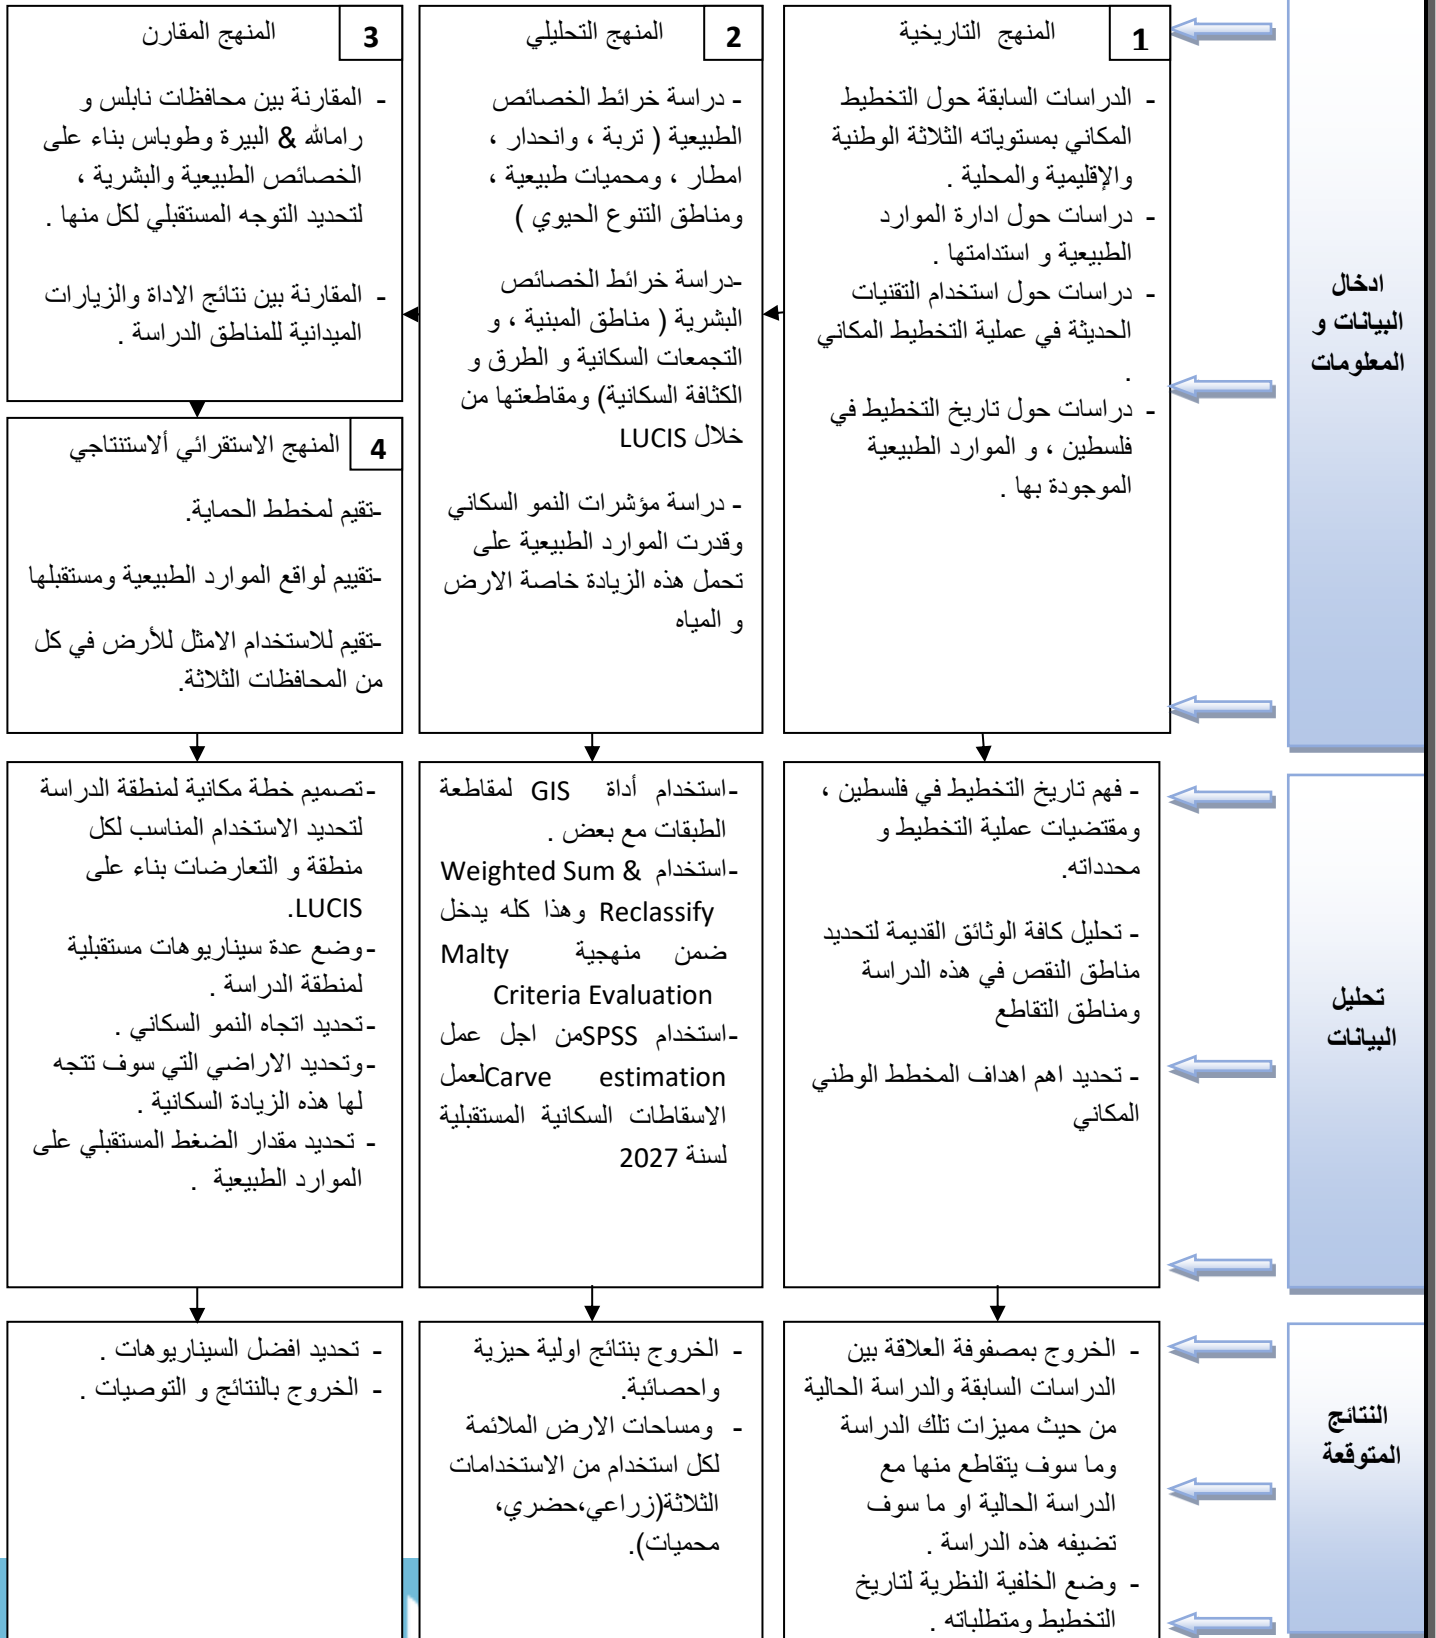 ادخال
البيانات و
المعلومات
1
المنهج التاريخية
- الدراسات السابقة حول التخطيط
المكاني بمستوياته الثلاثة الوطنية
والإقليمية والمحلية .
- دراسات حول ادارة الموارد
الطبيعية و استدامتها .
- دراسات حول استخدام التقنيات
الحديثة في عملية التخطيط المكاني
.
- دراسات حول تاريخ التخطيط في
فلسطين ، و الموارد الطبيعية
الموجودة بها .
2
المنهج التحليلي
- دراسة خرائط الخصائص
الطبيعية ( تربة ، وانحدار ،
امطار ، ومحميات طبيعية ،
ومناطق التنوع الحيوي )
-دراسة خرائط الخصائص
البشرية ( مناطق المبنية ، و
التجمعات السكانية و الطرق و
الكثافة السكانية) ومقاطعتها من
خلال LUCIS
- دراسة مؤشرات النمو السكاني
وقدرت الموارد الطبيعية على
تحمل هذه الزيادة خاصة الارض
و المياه
3
المنهج المقارن
- المقارنة بين محافظات نابلس و
رامالله & البيرة وطوباس بناء على
الخصائص الطبيعية والبشرية ،
لتحديد التوجه المستقبلي لكل منها .
- المقارنة بين نتائج الاداة والزيارات
الميدانية للمناطق الدراسة .
4
المنهج الاستقرائي ألاستنتاجي
-تقيم لمخطط الحماية.
-تقييم لواقع الموارد الطبيعية ومستقبلها
-تقيم للاستخدام الامثل للأرض في كل
من المحافظات الثلاثة.
تحليل
البيانات
- فهم تاريخ التخطيط في فلسطين ،
ومقتضيات عملية التخطيط و
محدداته.
- تحليل كافة الوثائق القديمة لتحديد
مناطق النقص في هذه الدراسة
ومناطق التقاطع
- تحديد اهم اهداف المخطط الوطني
المكاني
-استخدام أداة GIS لمقاطعة
الطبقات مع بعض .
-استخدام Weighted Sum &
Reclassify وهذا كله يدخل
ضمن منهجية Malty
Criteria Evaluation
-استخدام SPSSمن اجل عمل
Carve estimationلعمل
الاسقاطات السكانية المستقبلية
لسنة 2027
-تصميم خطة مكانية لمنطقة الدراسة
لتحديد الاستخدام المناسب لكل
منطقة و التعارضات بناء على
LUCIS.
-وضع عدة سيناريوهات مستقبلية
لمنطقة الدراسة .
-تحديد اتجاه النمو السكاني .
-وتحديد الاراضي التي سوف تتجه
لها هذه الزيادة السكانية .
- تحديد مقدار الضغط المستقبلي على
الموارد الطبيعية .
النتائج
المتوقعة
- الخروج بمصفوفة العلاقة بين
الدراسات السابقة والدراسة الحالية
من حيث مميزات تلك الدراسة
وما سوف يتقاطع منها مع
الدراسة الحالية او ما سوف
تضيفه هذه الدراسة .
- وضع الخلفية النظرية لتاريخ
التخطيط ومتطلباته .
- الخروج بنتائج اولية حيزية
واحصائبة.
- ومساحات الارض الملائمة
لكل استخدام من الاستخدامات
الثلاثة(زراعي،حضري،
محميات).
- تحديد افضل السيناريوهات .
- الخروج بالنتائج و التوصيات .